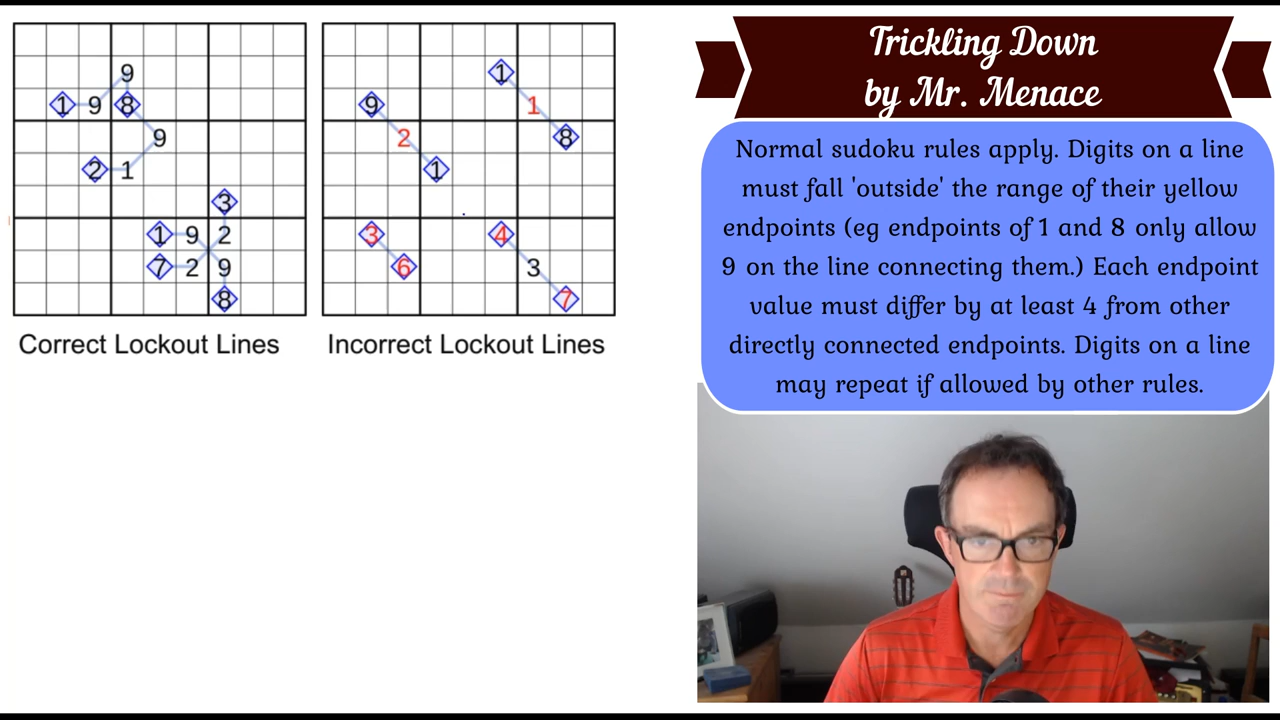 Trickling Down
by Mr. Menace
Normal sudoku rules apply. Digits on a line
must fall 'outside' the range of their yellow
endpoints (eg endpoints of 1 and 8 only allow
9 on the line connecting them.) Each endpoint
value must differ by at least 4 from other
directly connected endpoints. Digits on a line
may repeat if allowed by other rules.
9
1 9 8
9
2 1
3
1 9 2
7 2 9
8
Correct Lockout Lines
1
9 1
2 8
1
3 4
6 3
7
Incorrect Lockout Lines